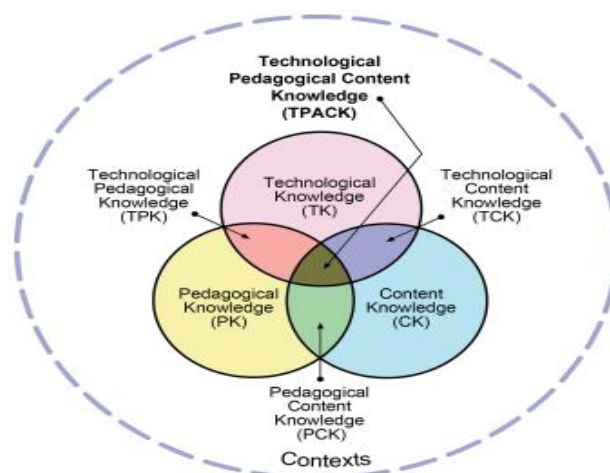 Technological
Pedagogical Content
Knowledge
(TPACK)
Technological
Pedagogical
Knowledge
(TPK)
Technological
Knowledge
(TK)
Technological
Content
Knowledge
(TCK)
Pedagogical
Knowledge
(PK)
Content
Knowledge
(CK)
Pedagogical
Content
Knowledge
(PCK)
Contexts